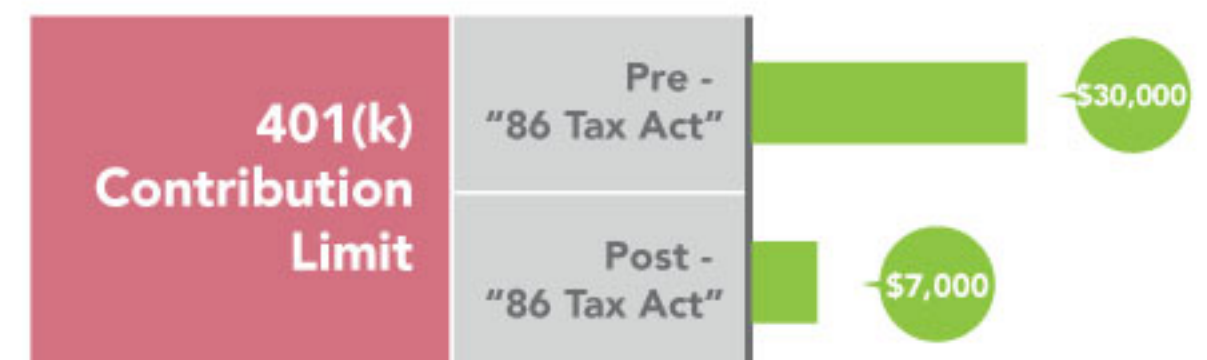 401(k)
Contribution
Limit
Pre -
“86 Tax Act”
$30,000
Post -
“86 Tax Act”
$7,000